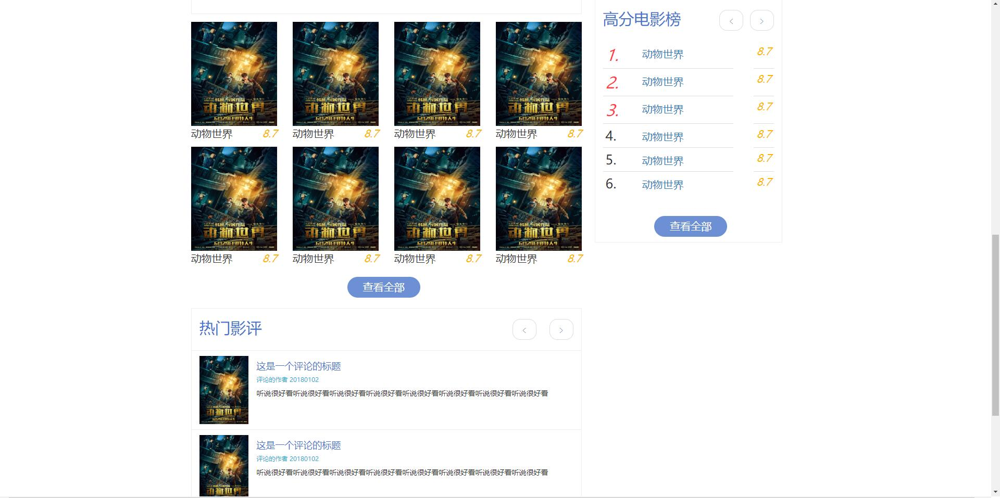 动物世界 8.7 动物世界 8.7 动物世界 8.7 动物世界 8.7
动物世界 8.7 动物世界 8.7 动物世界 8.7 动物世界 8.7
查看全部
热门影评
这是一个评论的标题
评论的作者 20180102
听说很好看听说很好看听说很好看听说很好看听说很好看听说很好看听说很好看听说很好看
这是一个评论的标题
评论的作者 20180102
听说很好看听说很好看听说很好看听说很好看听说很好看听说很好看听说很好看听说很好看
高分电影榜
1. 动物世界 8.7
2. 动物世界 8.7
3. 动物世界 8.7
4. 动物世界 8.7
5. 动物世界 8.7
6. 动物世界 8.7
查看全部